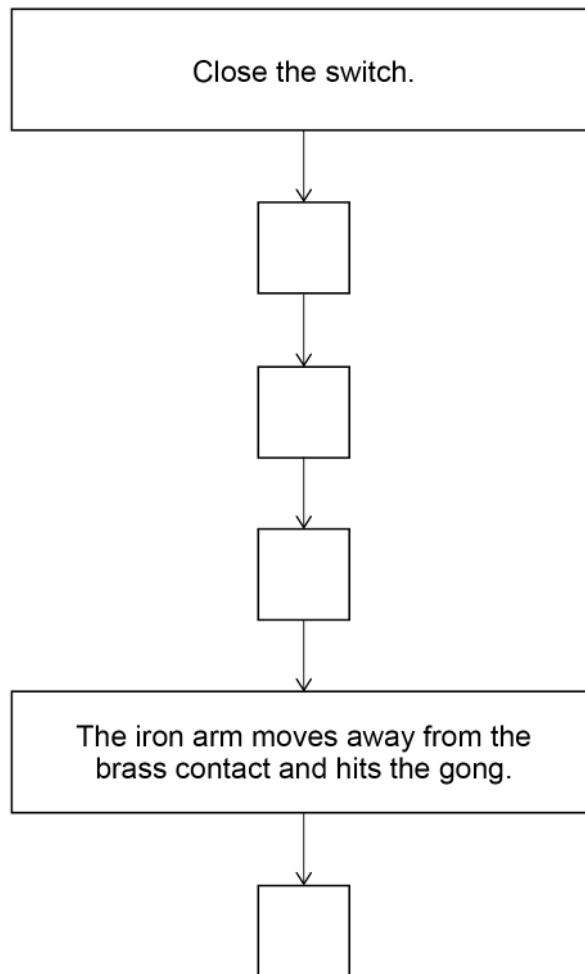 Close the switch.
The iron arm moves away from the
brass contact and hits the gong.